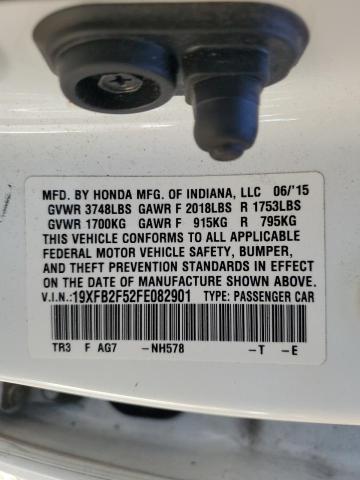 MFD. BY HONDA MFG. OF INDIANA, LLC 06/'15
GVWR 3748LBS GAWR F 2018LBS R 1753LBS
GVWR 1700KG GAWR F 915KG R 795KG
THIS VEHICLE CONFORMS TO ALL APPLICABLE
FEDERAL MOTOR VEHICLE SAFETY, BUMPER,
AND THEFT PREVENTION STANDARDS IN EFFECT
ON THE DATE OF MANUFACTURE SHOWN ABOVE.
V.I.N.:19XFB2F52FE082901 TYPE: PASSENGER CAR
TR3 F AG7 -NH578 -T -E